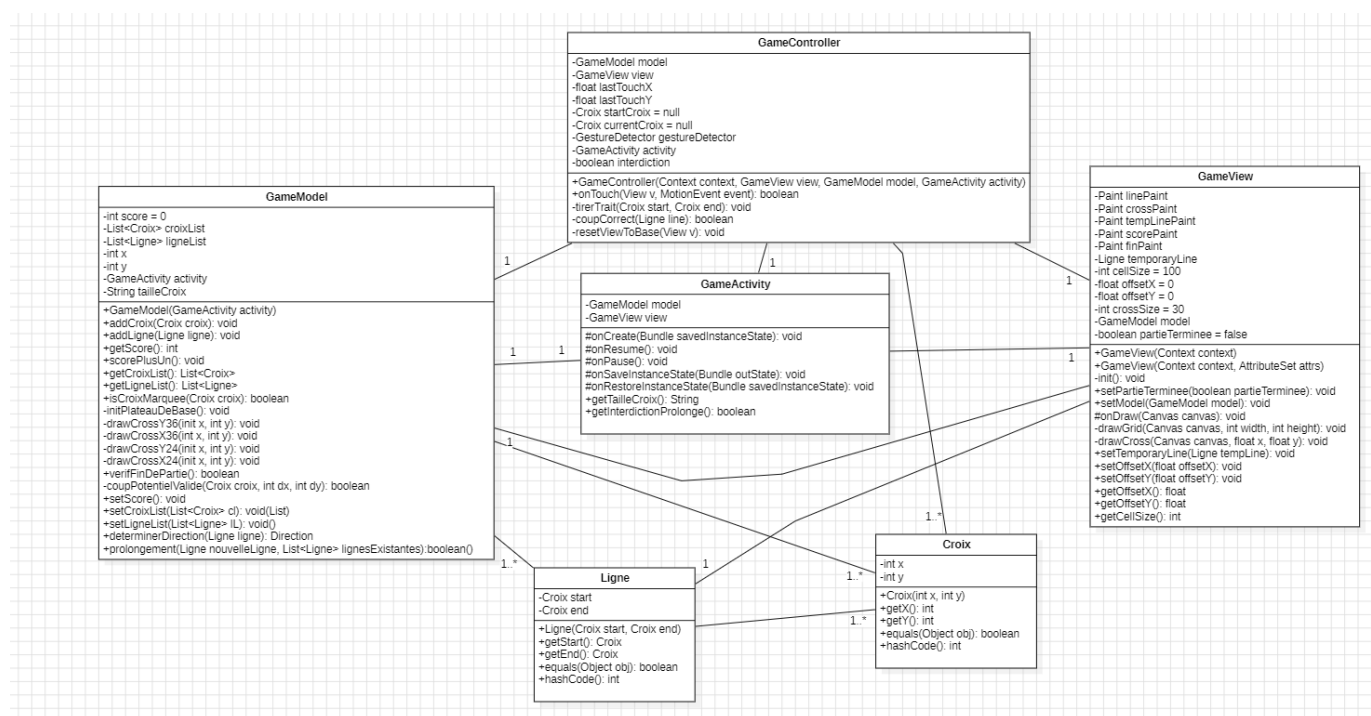 GameController
-GameModel model
-GameView view
-float lastTouchX
-float lastTouchY
-Croix startCroix = null
-Croix currentCroix = null
-GestureDetector gestureDetector
-GameActivity activity
-boolean interdiction
+GameController(Context context, GameView view, GameModel model, GameActivity activity)
+onTouch(View v, MotionEvent event): boolean
-tirerTrait(Croix start, Croix end): void
-coupCorrect(Ligne line): boolean
-resetViewToBase(View v): void
GameModel
-int score = 0
-List<Croix> croixList
-List<Ligne> ligneList
-int x
-int y
-GameActivity activity
-String tailleCroix
+GameModel(GameActivity activity)
+addCroix(Croix croix): void
+addLigne(Ligne ligne): void
+getScore(): int
+scorePlusUn(): void
+getCroixList(): List<Croix>
+getLigneList(): List<Ligne>
+isCroixMarquee(Croix croix): boolean
-initPlateauDeBase(): void
-drawCrossY36(init x, int y): void
-drawCrossX36(int x, int y): void
-drawCrossY24(init x, int y): void
-drawCrossX24(init x, int y): void
+verifFinDePartie(): boolean
-coupPotentielValide(Croix croix, int dx, int dy): boolean
+setScore(): void
+setCroixList(List<Croix> cl): void(List)
+setLigneList(List<Ligne> lL): void()
+determinerDirection(Ligne ligne): Direction
+prolongement(Ligne nouvelleLigne, List<Ligne> lignesExistantes):boolean()
GameActivity
-GameModel model
-GameView view
#onCreate(Bundle savedInstanceState): void
#onResume(): void
#onPause(): void
#onSaveInstanceState(Bundle outState): void
#onRestoreInstanceState(Bundle savedInstanceState): void
+getTailleCroix(): String
+getInterdictionProlonge(): boolean
GameView
-Paint linePaint
-Paint crossPaint
-Paint tempLinePaint
-Paint scorePaint
-Paint finPaint
-Ligne temporaryLine
-int cellSize = 100
-float offsetX = 0
-float offsetY = 0
-int crossSize = 30
-GameModel model
-boolean partieTerminee = false
+GameView(Context context)
+GameView(Context context, AttributeSet attrs)
-init(): void
+setPartieTerminee(boolean partieTerminee): void
+setModel(GameModel model): void
#onDraw(Canvas canvas): void
-drawGrid(Canvas canvas, int width, int height): void
-drawCross(Canvas canvas, float x, float y): void
+setTemporaryLine(Ligne tempLine): void
+setOffsetX(float offsetX): void
+setOffsetY(float offsetY): void
+getOffsetX(): float
+getOffsetY(): float
+getCellSize(): int
Ligne
-Croix start
-Croix end
+Ligne(Croix start, Croix end)
+getStart(): Croix
+getEnd(): Croix
+equals(Object obj): boolean
+hashCode(): int
Croix
-int x
-int y
+Croix(int x, int y)
+getX(): int
+getY(): int
+equals(Object obj): boolean
+hashCode(): int
1
1
1
1
1
1
1
1..*
1
1..*
1..*
1..*